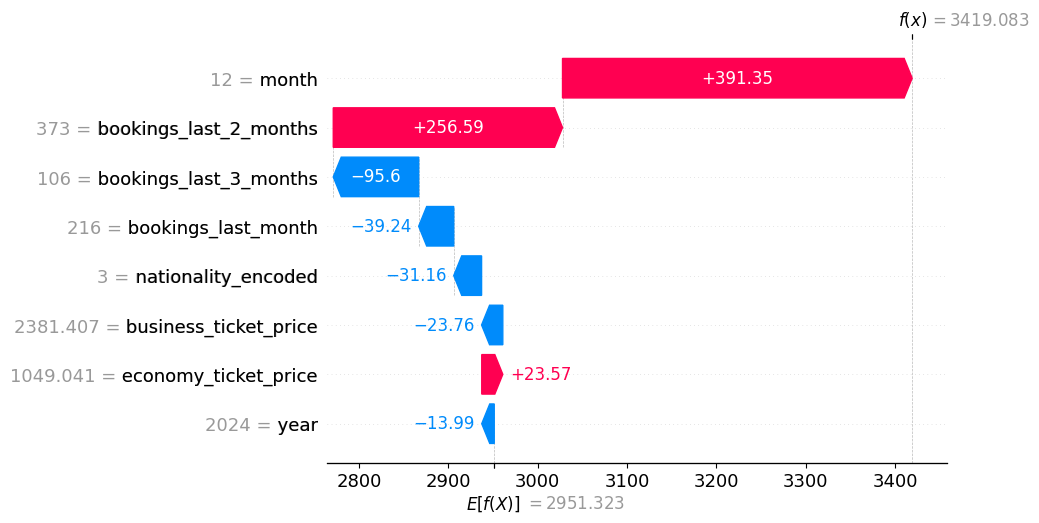 f(x) = 3419.083
12 = month
+391.35
373 = bookings_last_2_months
+256.59
106 = bookings_last_3_months
−95.6
216 = bookings_last_month
−39.24
3 = nationality_encoded
−31.16
2381.407 = business_ticket_price
−23.76
1049.041 = economy_ticket_price
+23.57
2024 = year
−13.99
2800 2900 3000 3100 3200 3300 3400
E[f(X)] = 2951.323